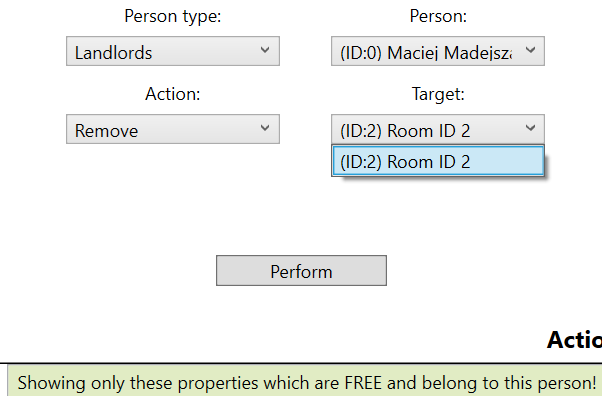 Person type:
Person:
Landlords
(ID:0) Maciej Madejsz
Action:
Target:
Remove
(ID:2) Room ID 2
(ID:2) Room ID 2
Perform
Actio
Showing only these properties which are FREE and belong to this person!